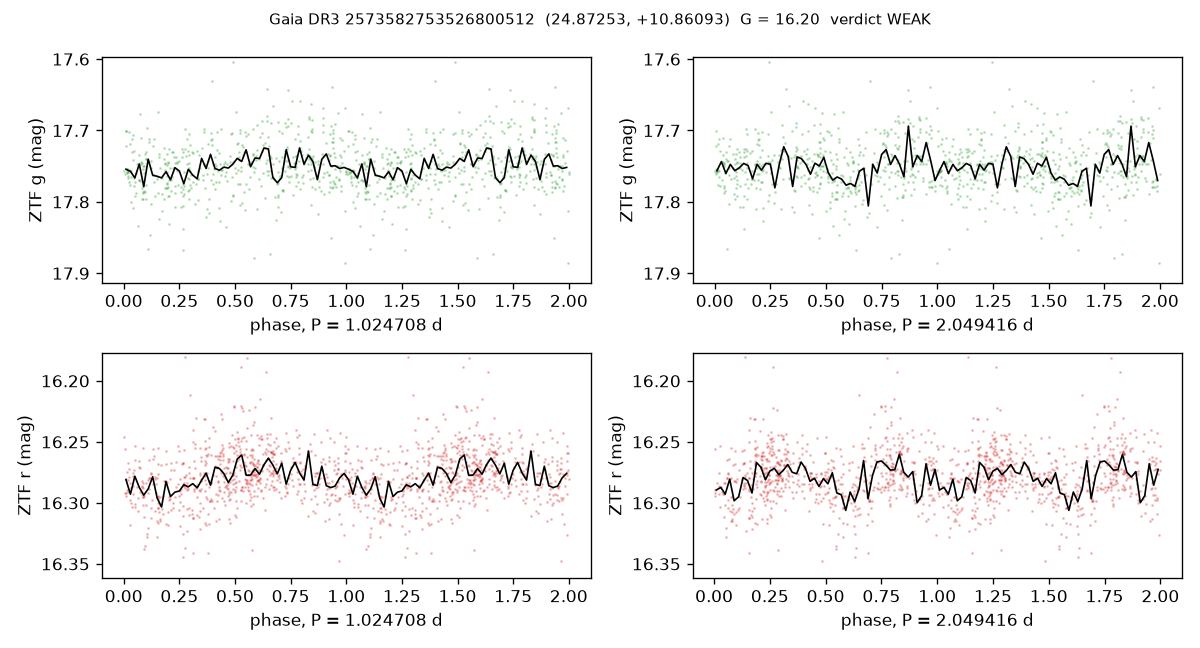 Gaia DR3 2573582753526800512 (24.87253, +10.86093) G = 16.20 verdict WEAK
17.6
17.7
17.8
17.9
ZTF g (mag)
0.00 0.25 0.50 0.75 1.00 1.25 1.50 1.75 2.00
phase, P = 1.024708 d
17.6
17.7
17.8
17.9
ZTF g (mag)
0.00 0.25 0.50 0.75 1.00 1.25 1.50 1.75 2.00
phase, P = 2.049416 d
16.20
16.25
16.30
16.35
ZTF r (mag)
0.00 0.25 0.50 0.75 1.00 1.25 1.50 1.75 2.00
phase, P = 1.024708 d
16.20
16.25
16.30
16.35
ZTF r (mag)
0.00 0.25 0.50 0.75 1.00 1.25 1.50 1.75 2.00
phase, P = 2.049416 d